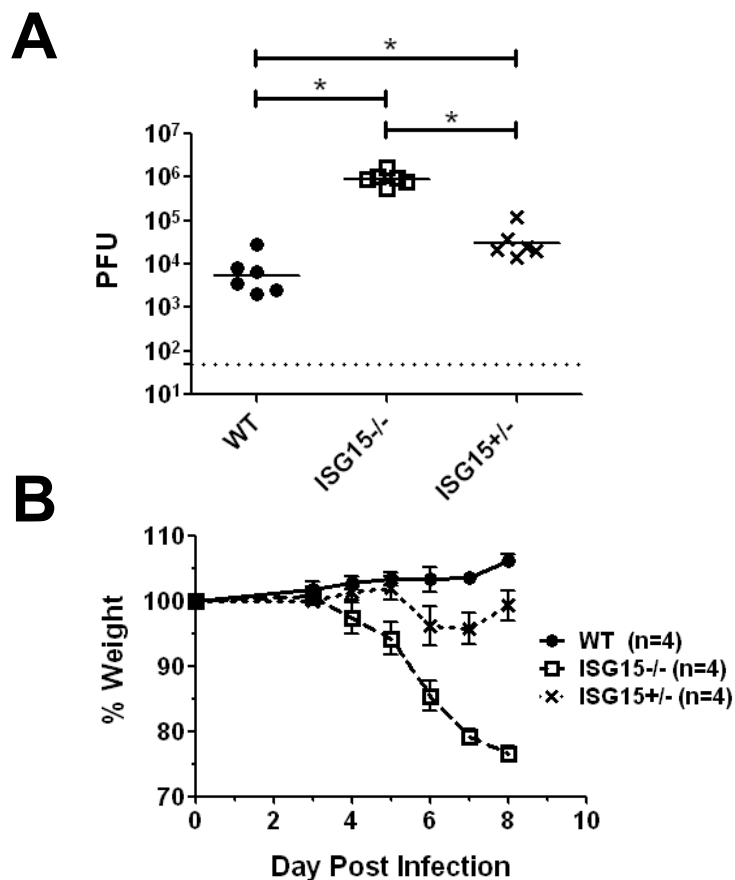 A
*
*
*
10⁷
10⁶
10⁵
10⁴
10³
10²
10¹
PFU
WT
ISG15-/-
ISG15+/-
B
110
100
90
80
70
% Weight
0 2 4 6 8 10
Day Post Infection
WT (n=4)
ISG15-/- (n=4)
ISG15+/- (n=4)